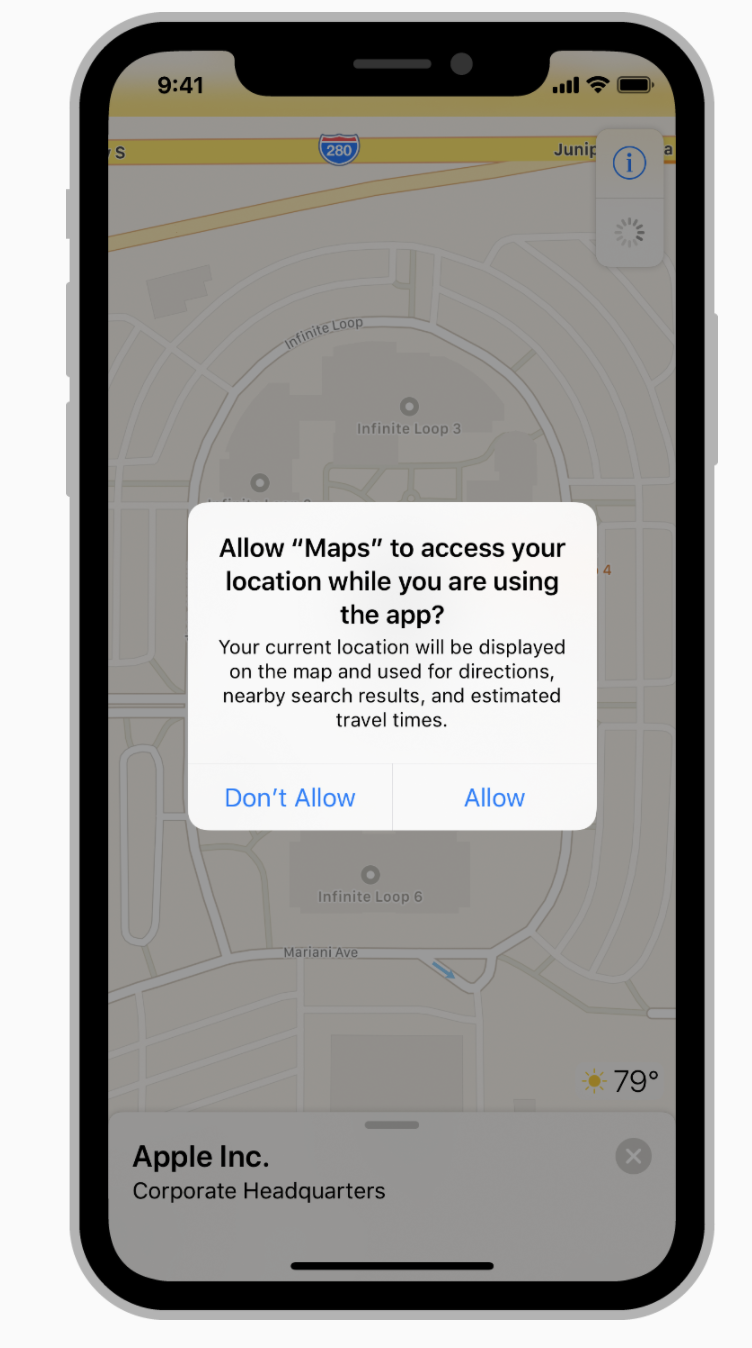 9:41
S
280
Junip
a
Infinite Loop
Infinite Loop 3
Allow “Maps” to access your
location while you are using
the app?
4
Your current location will be displayed
on the map and used for directions,
nearby search results, and estimated
travel times.
Don’t Allow
Allow
Infinite Loop 6
Mariani Ave
79°
Apple Inc.
Corporate Headquarters